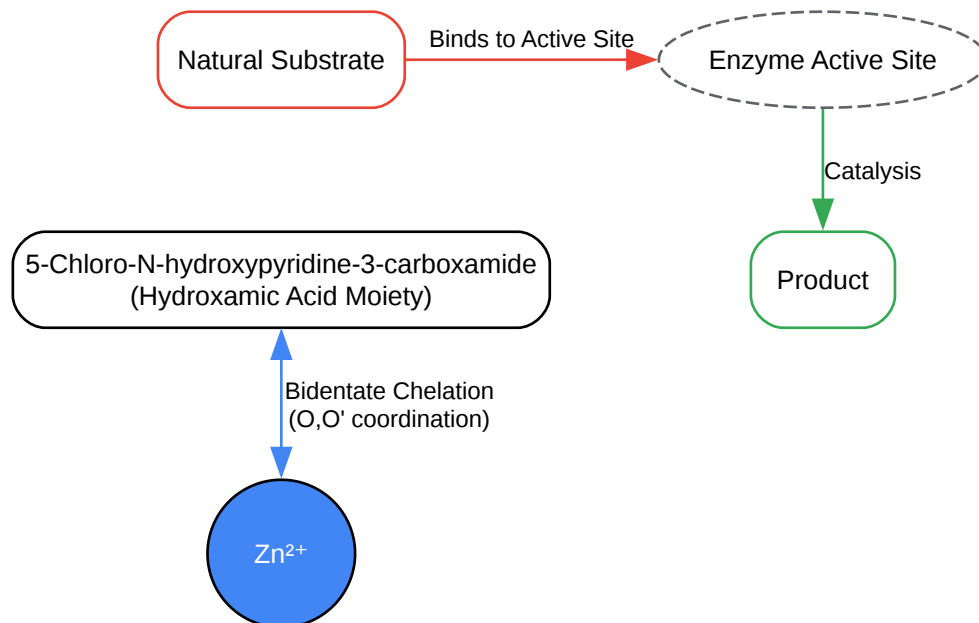 Natural Substrate
Binds to Active Site
Enzyme Active Site
Catalysis
Product
5-Chloro-N-hydroxypyridine-3-carboxamide
(Hydroxamic Acid Moiety)
Bidentate Chelation
(O,O' coordination)
Zn²⁺